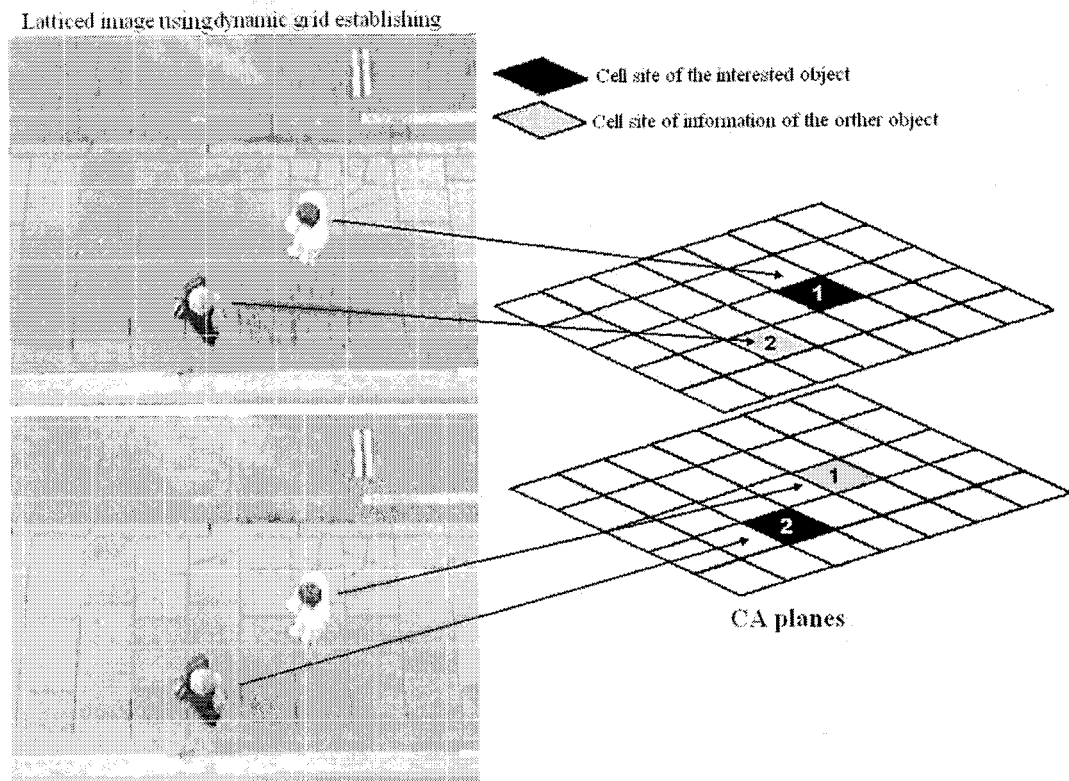 Latticed image using dynamic grid establishing
Cell site of the interested object
Cell site of information of the orther object
1
2
1
2
CA planes